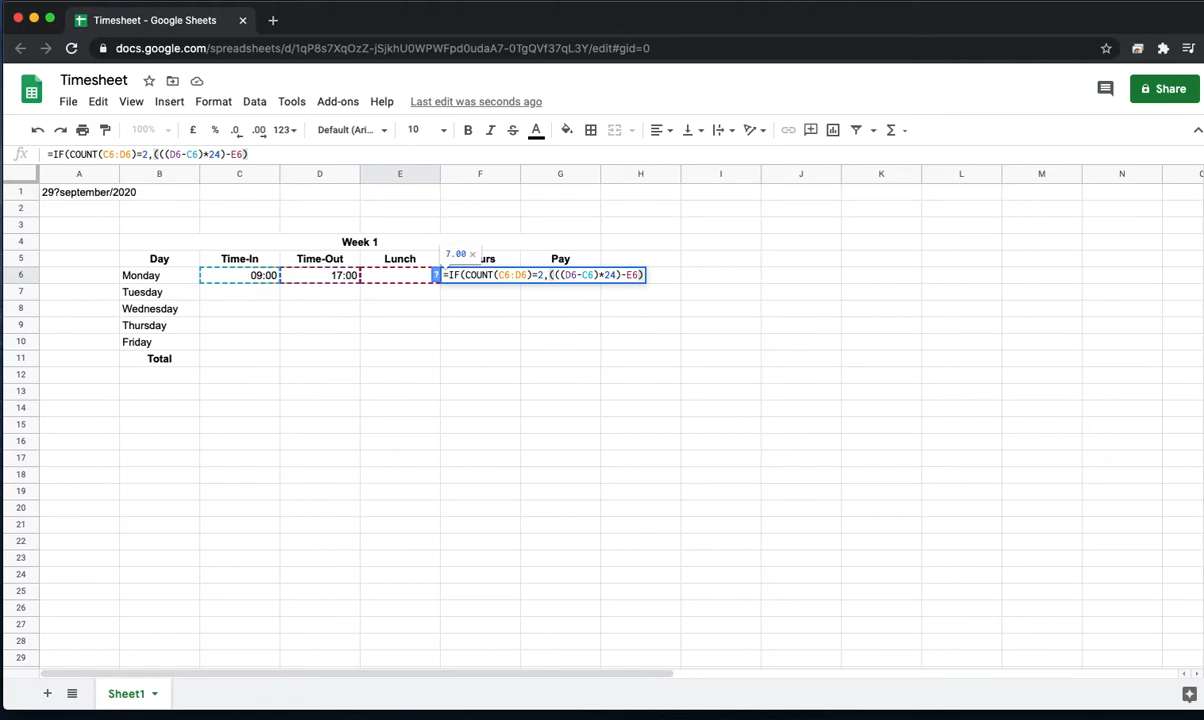 Timesheet - Google Sheets
docs.google.com/spreadsheets/d/1qP8s7XqOzZ-jSjkhU0WPWFpd0udaA7-0TgQVf37qL3Y/edit#gid=0
Timesheet
File Edit View Insert Format Data Tools Add-ons Help Last edit was seconds ago
Share
100% £ % .0 .00 123 Default (Ari... 10 B I S A Σ
fx =IF(COUNT(C6:D6)=2,(((D6-C6)*24)-E6)
A B C D E F G H I J K L M N
1 29?september/2020
2
3
4 Week 1
7.00 ×
5 Day Time-In Time-Out Lunch urs Pay
6 Monday 09:00 17:00 ? =IF(COUNT(C6:D6)=2,(((D6-C6)*24)-E6)
7 Tuesday
8 Wednesday
9 Thursday
10 Friday
11 Total
12
13
14
15
16
17
18
19
20
21
22
23
24
25
26
27
28
29
Sheet1